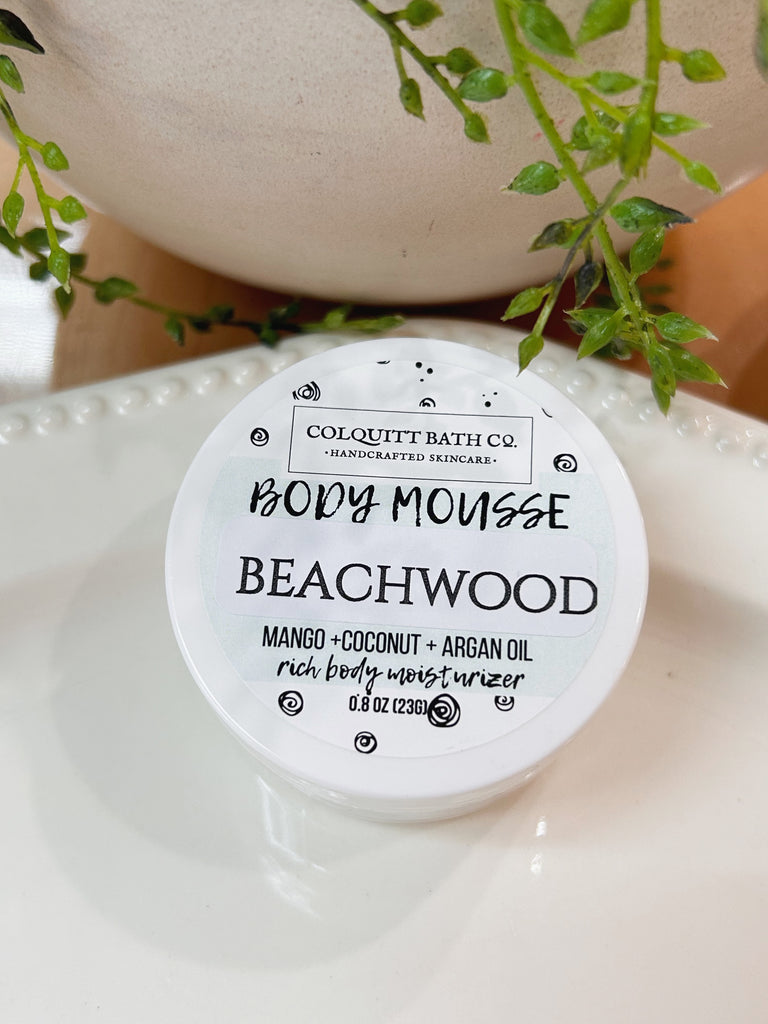 COLQUITT BATH CO.
•HANDCRAFTED SKINCARE•
BODY MOUSSE
BEACHWOOD
MANGO +COCONUT + ARGAN OIL
rich body moisturizer
0.8 OZ (23G)